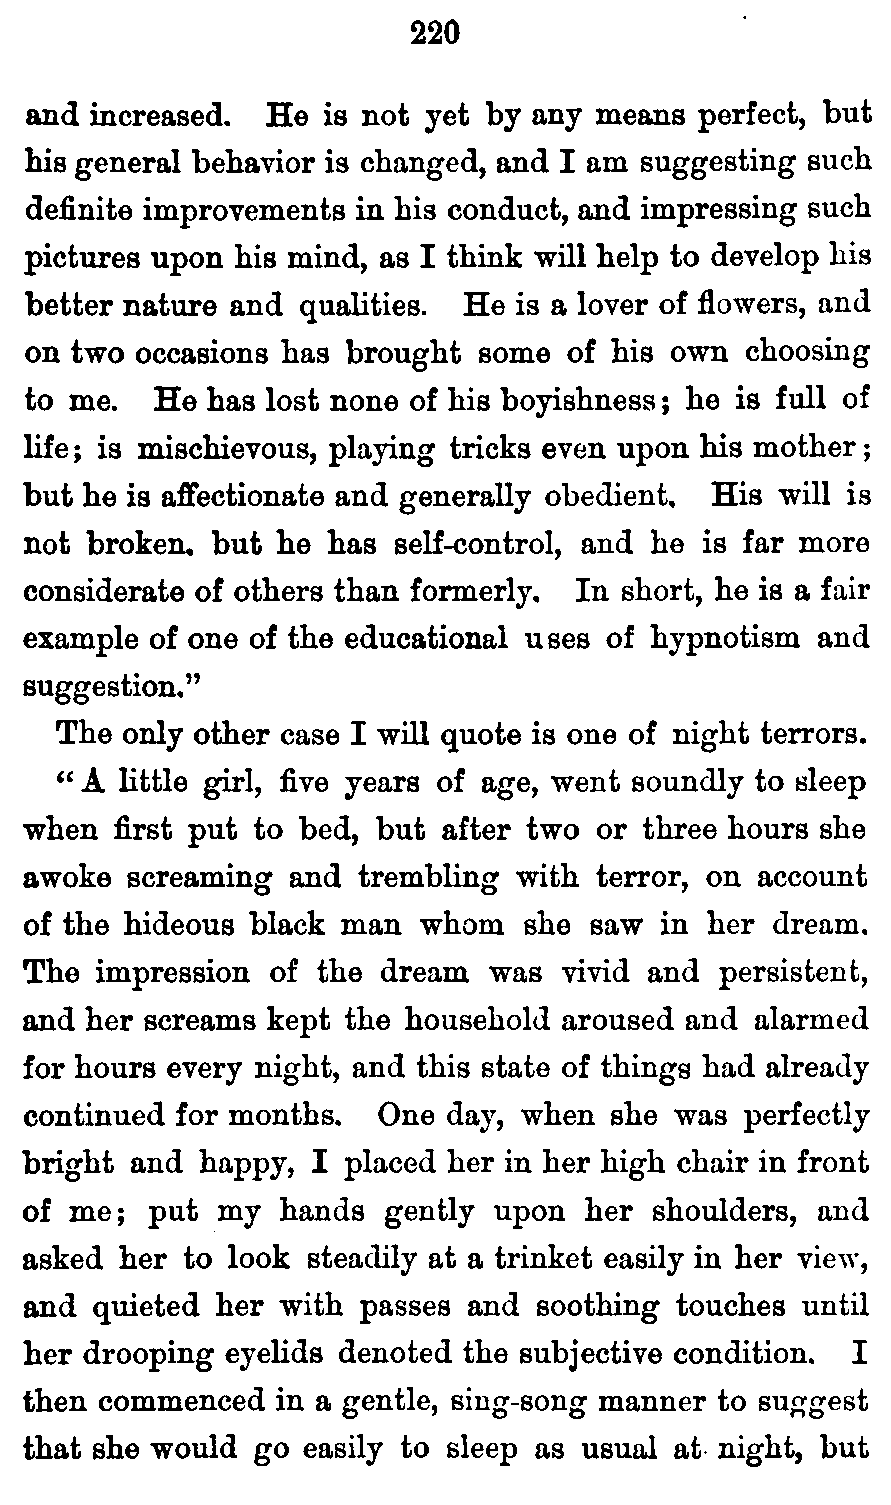 220
and increased. He is not yet by any means perfect, but
his general behavior is changed, and I am suggesting such
definite improvements in his conduct, and impressing such
pictures upon his mind, as I think will help to develop his
better nature and qualities. He is a lover of flowers, and
on two occasions has brought some of his own choosing
to me. He has lost none of his boyishness; he is full of
life; is mischievous, playing tricks even upon his mother;
but he is affectionate and generally obedient. His will is
not broken. but he has self-control, and he is far more
considerate of others than formerly. In short, he is a fair
example of one of the educational uses of hypnotism and
suggestion."
The only other case I will quote is one of night terrors.
"A little girl, five years of age, went soundly to sleep
when first put to bed, but after two or three hours she
awoke screaming and trembling with terror, on account
of the hideous black man whom she saw in her dream.
The impression of the dream was vivid and persistent,
and her screams kept the household aroused and alarmed
for hours every night, and this state of things had already
continued for months. One day, when she was perfectly
bright and happy, I placed her in her high chair in front
of me; put my hands gently upon her shoulders, and
asked her to look steadily at a trinket easily in her view,
and quieted her with passes and soothing touches until
her drooping eyelids denoted the subjective condition. I
then commenced in a gentle, sing-song manner to suggest
that she would go easily to sleep as usual at night, but